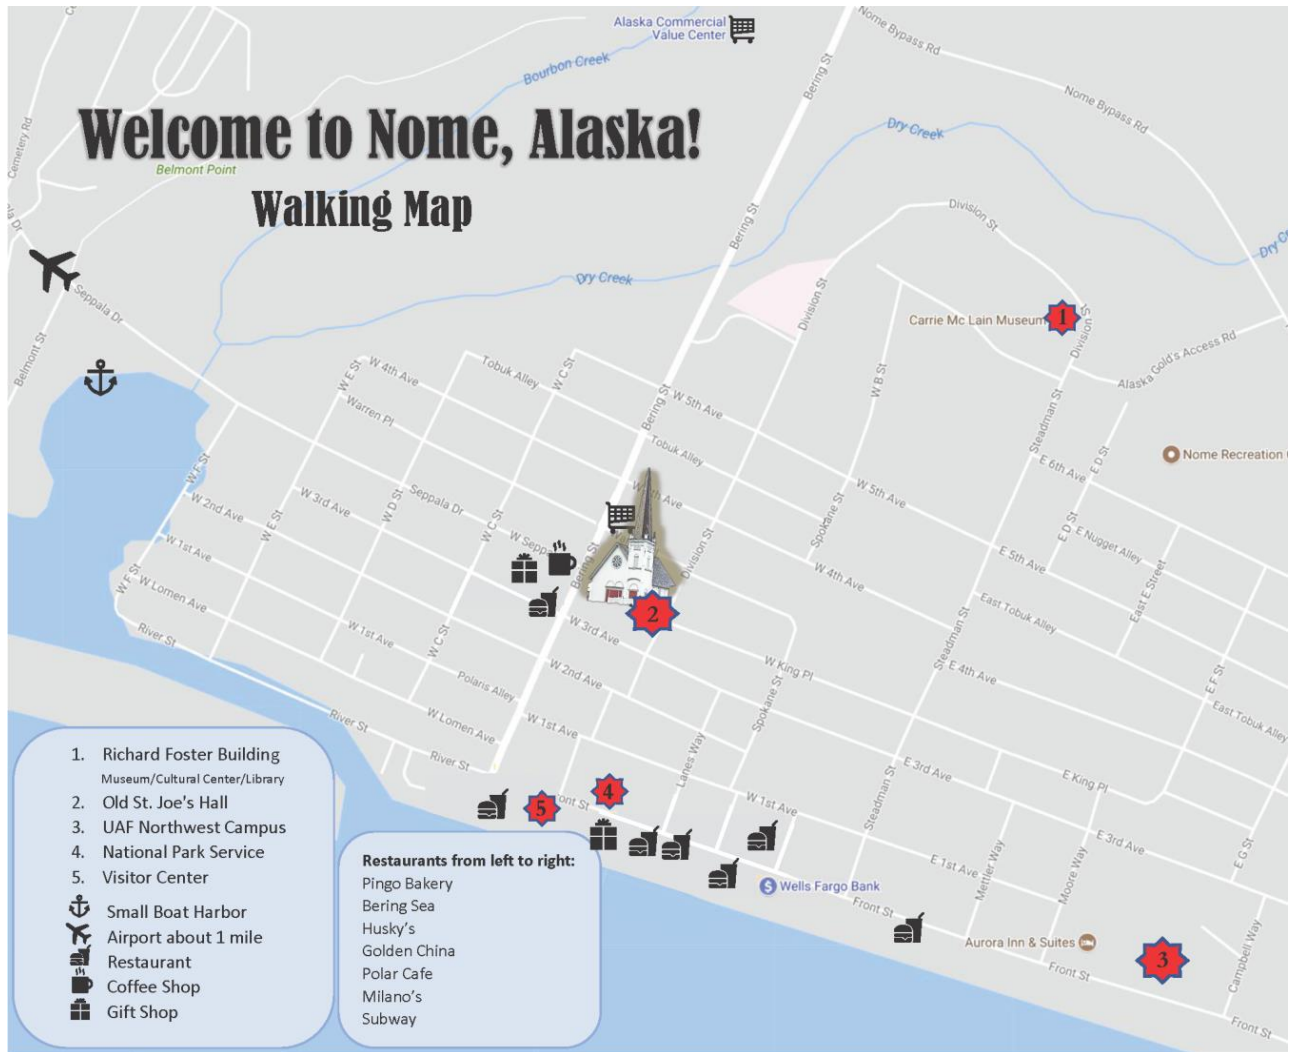 Alaska Commercial
Value Center
Nome Bypass Rd
Bering St
Bourbon Creek
Nome Bypass Rd
Welcome to Nome, Alaska!
Cemetery Rd
Dry Creek
Belmont Point
Walking Map
Division St
Bering St
Dry Creek
Seppala Dr
Division St
Carrie Mc Lain Museum
1
Division St
Belmont St
Alaska Gold's Access Rd
W 4th Ave
Tobuk Alley
W C St
W E St
W B St
Warren Pl
Bering St
W 5th Ave
Steadman St
Tobuk Alley
E D St
Nome Recreation
W F St
E 6th Ave
W 2nd Ave
W 3rd Ave
W D St
Seppala Dr
W 5th Ave
W E St
W C St
Spokane St
E D St
E Nugget Alley
W 1st Ave
Division St
E 5th Ave
W F St
W Lomen Ave
Bering St
W 4th Ave
East E Street
East Tobuk Alley
2
River St
W 1st Ave
W C St
W 3rd Ave
Steadman St
W 2nd Ave
W King Pl
E 4th Ave
E F St
Polaris Alley
Spokane St
East Tobuk Alley
River St
W Lomen Ave
W 1st Ave
River St
Lanes Way
E 3rd Ave
E King Pl
Steadman St
W 1st Ave
4
5
E 3rd Ave
E G St
E 1st Ave
Mettler Way
Moore Way
Wells Fargo Bank
Front St
Aurora Inn & Suites
3
Front St
Campbell Way
Front St
1. Richard Foster Building
Museum/Cultural Center/Library
2. Old St. Joe's Hall
3. UAF Northwest Campus
4. National Park Service
5. Visitor Center
Small Boat Harbor
Airport about 1 mile
Restaurant
Coffee Shop
Gift Shop
Restaurants from left to right:
Pingo Bakery
Bering Sea
Husky's
Golden China
Polar Cafe
Milano's
Subway